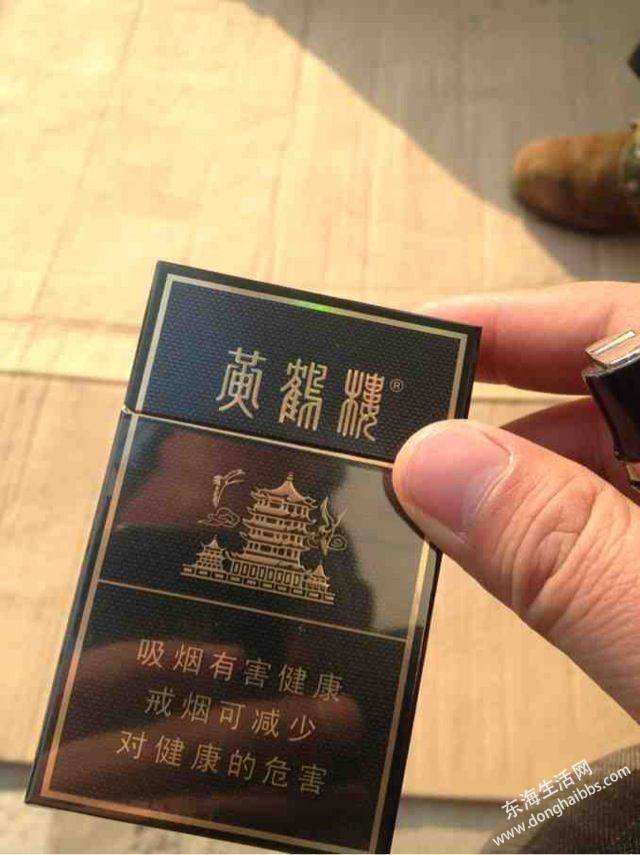 黄鹤楼®
吸烟有害健康
戒烟可减少
对健康的危害
东海生活网
www.donghaibbs.com